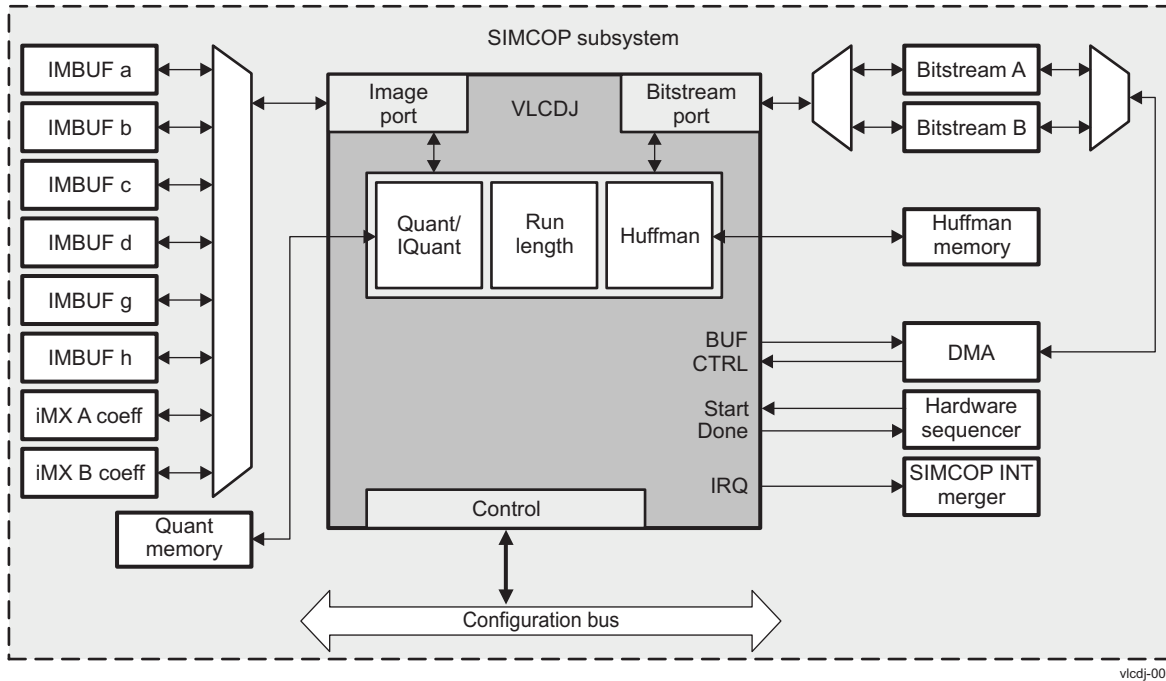 SIMCOP subsystem
IMBUF a
IMBUF b
IMBUF c
IMBUF d
IMBUF g
IMBUF h
iMX A coeff
iMX B coeff
Quant
memory
Image
port
VLCDJ
Bitstream
port
Quant/
IQuant
Run
length
Huffman
BUF
CTRL
Start
Done
IRQ
Control
Configuration bus
Bitstream A
Bitstream B
Huffman
memory
DMA
Hardware
sequencer
SIMCOP INT
merger